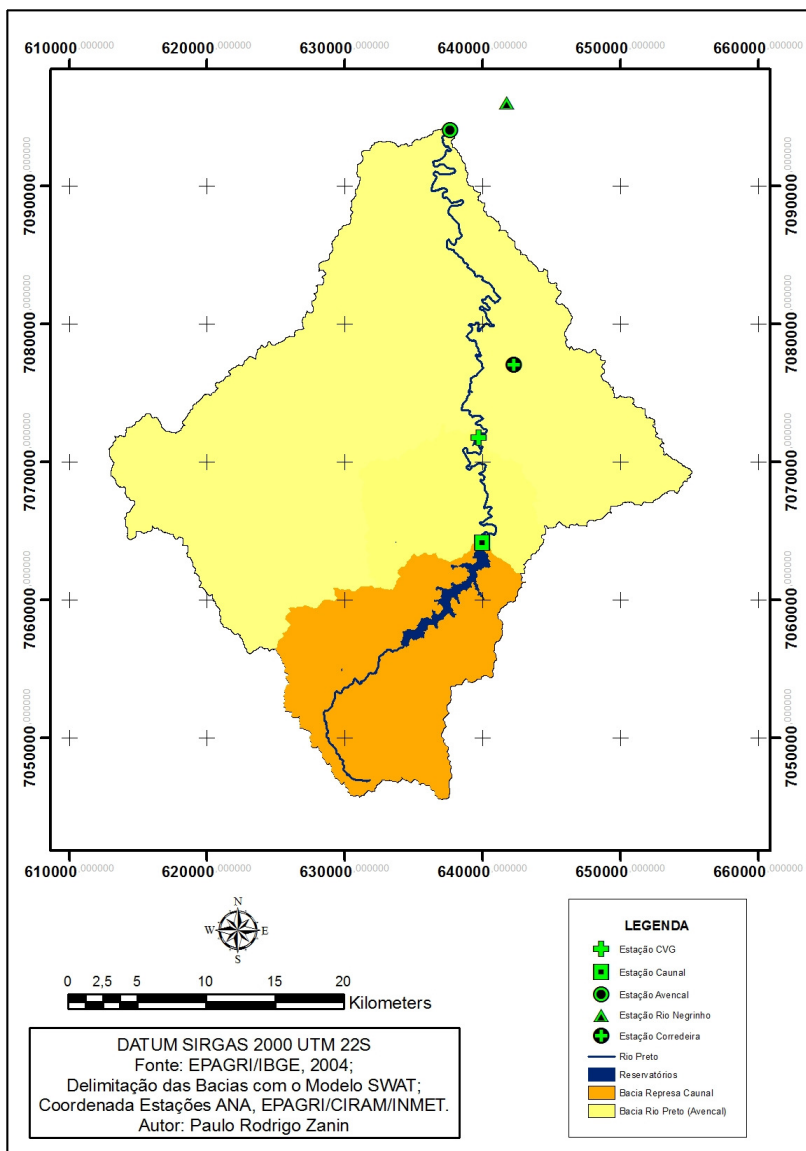 610000,000000 620000,000000 630000,000000 640000,000000 650000,000000 660000,000000
7090000,000000 7090000,000000
7080000,000000 7080000,000000
7070000,000000 7070000,000000
7060000,000000 7060000,000000
7050000,000000 7050000,000000
610000,000000 620000,000000 630000,000000 640000,000000 650000,000000 660000,000000
N
W E
S
0 2,5 5 10 15 20
Kilometers
DATUM SIRGAS 2000 UTM 22S
Fonte: EPAGRI/IBGE, 2004;
Delimitação das Bacias com o Modelo SWAT;
Coordenada Estações ANA, EPAGRI/CIRAM/INMET.
Autor: Paulo Rodrigo Zanin
LEGENDA
Estação CVG
Estação Caunal
Estação Avencal
Estação Rio Negrinho
Estação Corredeira
Rio Preto
Reservatórios
Bacia Represa Caunal
Bacia Rio Preto (Avencal)